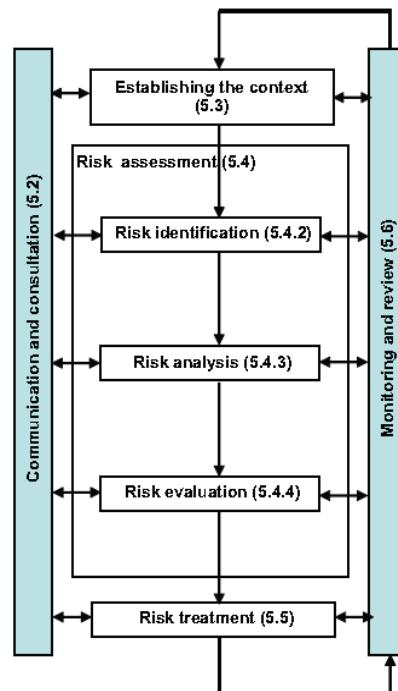 Establishing the context
(5.3)
Risk assessment (5.4)
Risk identification (5.4.2)
Risk analysis (5.4.3)
Risk evaluation (5.4.4)
Risk treatment (5.5)
Communication and consultation (5.2)
Monitoring and review (5.6)